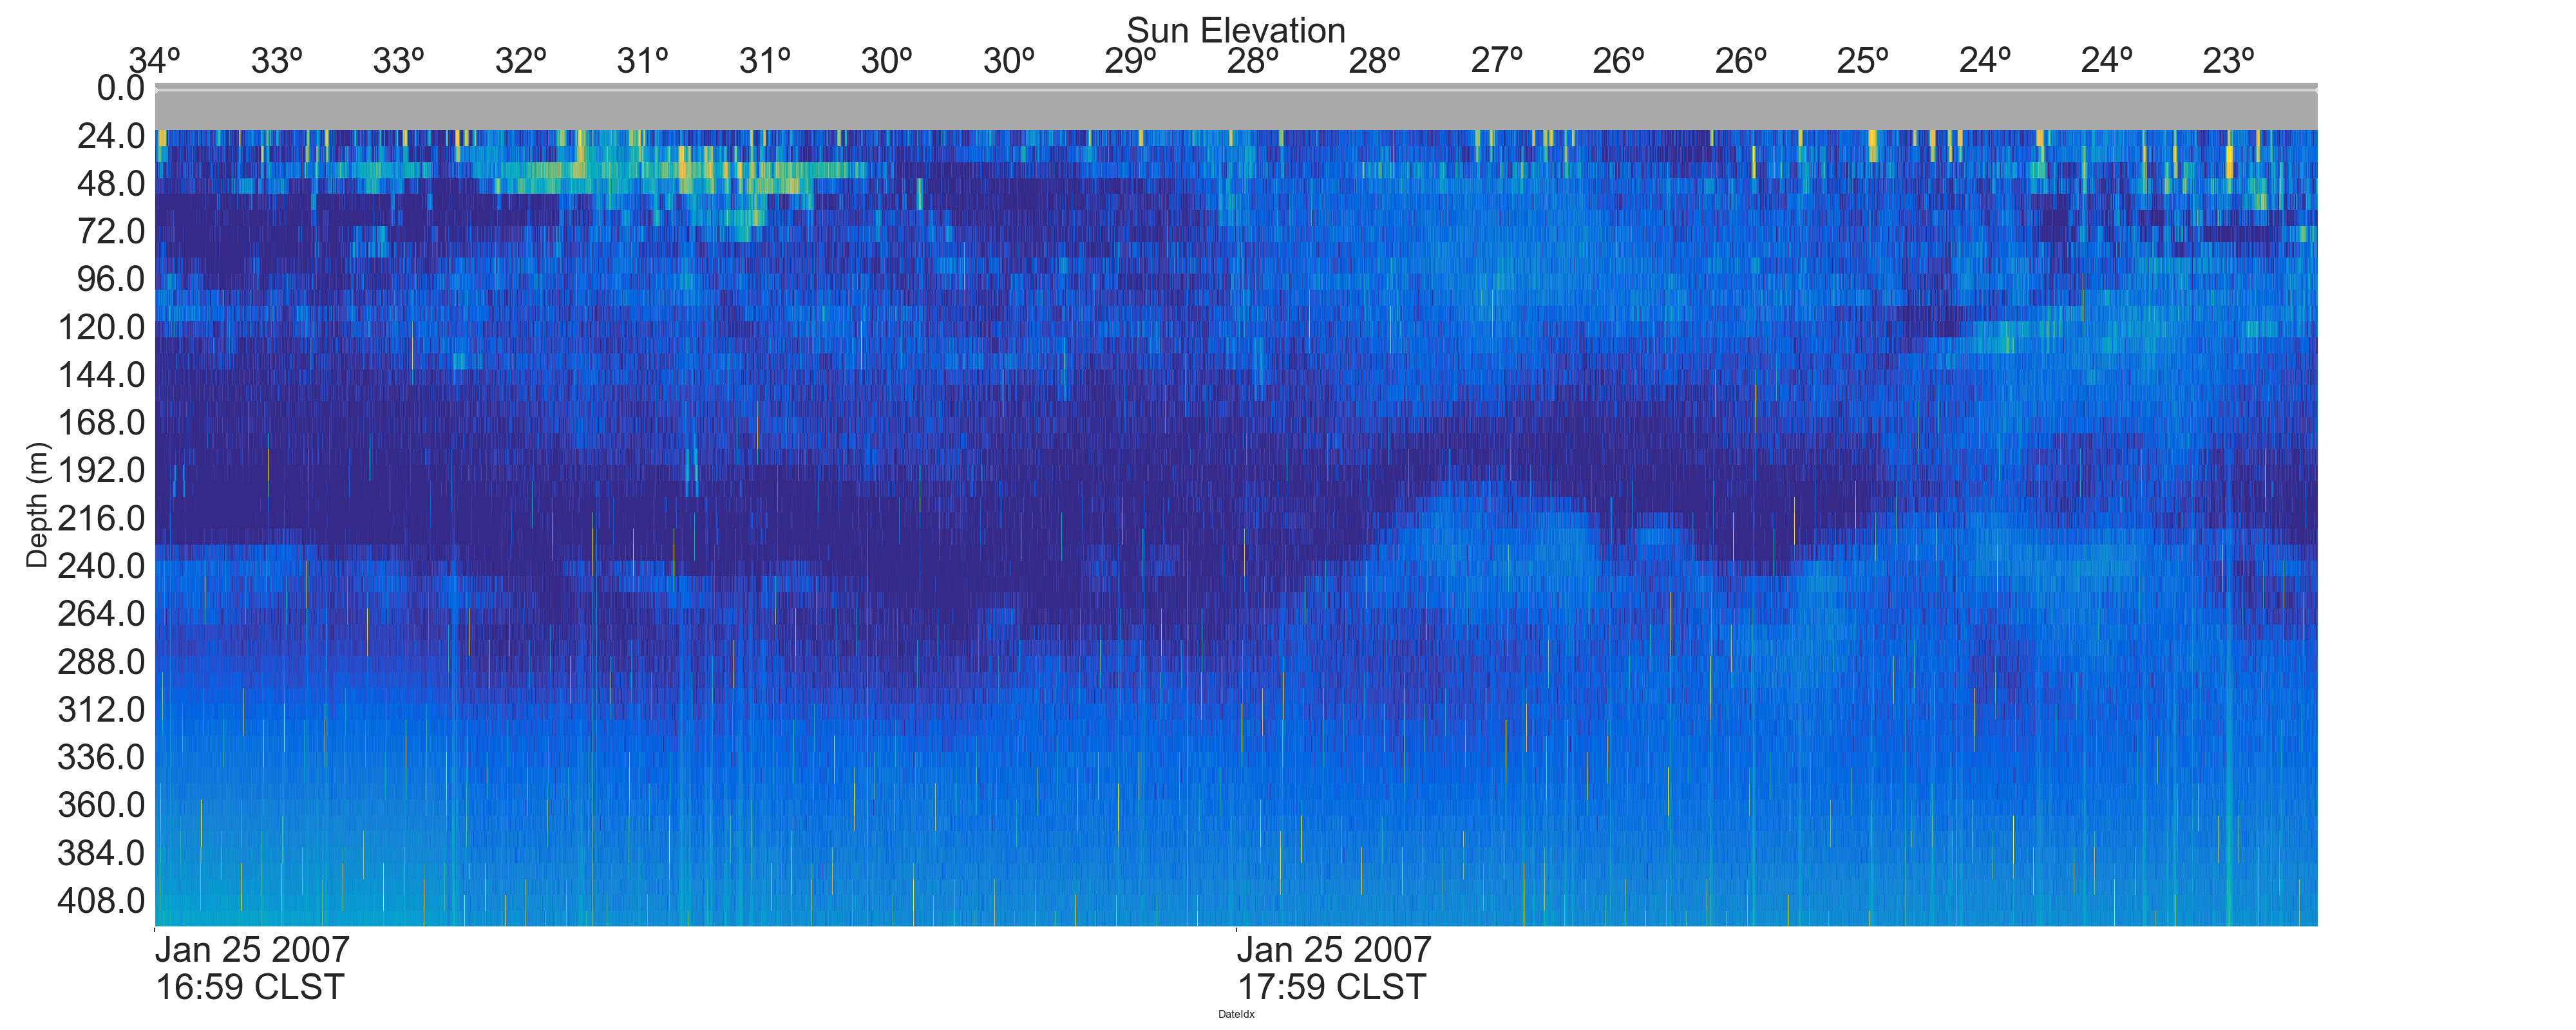 Sun Elevation
34º 33º 33º 32º 31º 31º 30º 30º 29º 28º 28º 27º 26º 26º 25º 24º 24º 23º
0.0
24.0
48.0
72.0
96.0
120.0
144.0
168.0
192.0
216.0
240.0
264.0
288.0
312.0
336.0
360.0
384.0
408.0
Depth (m)
Jan 25 2007
16:59 CLST
Jan 25 2007
17:59 CLST
DateIdx